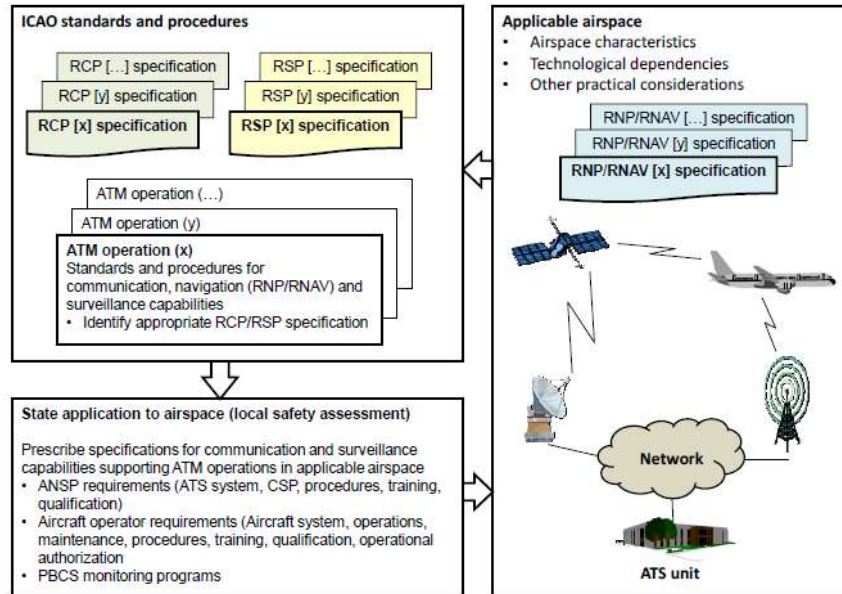 ICAO standards and procedures
RCP […] specification
RCP [y] specification
RCP [x] specification
RSP […] specification
RSP [y] specification
RSP [x] specification
ATM operation (…)
ATM operation (y)
ATM operation (x)
Standards and procedures for
communication, navigation (RNP/RNAV) and
surveillance capabilities
• Identify appropriate RCP/RSP specification
State application to airspace (local safety assessment)
Prescribe specifications for communication and surveillance
capabilities supporting ATM operations in applicable airspace
• ANSP requirements (ATS system, CSP, procedures, training,
qualification)
• Aircraft operator requirements (Aircraft system, operations,
maintenance, procedures, training, qualification, operational
authorization
• PBCS monitoring programs
Applicable airspace
• Airspace characteristics
• Technological dependencies
• Other practical considerations
RNP/RNAV […] specification
RNP/RNAV [y] specification
RNP/RNAV [x] specification
Network
ATS unit